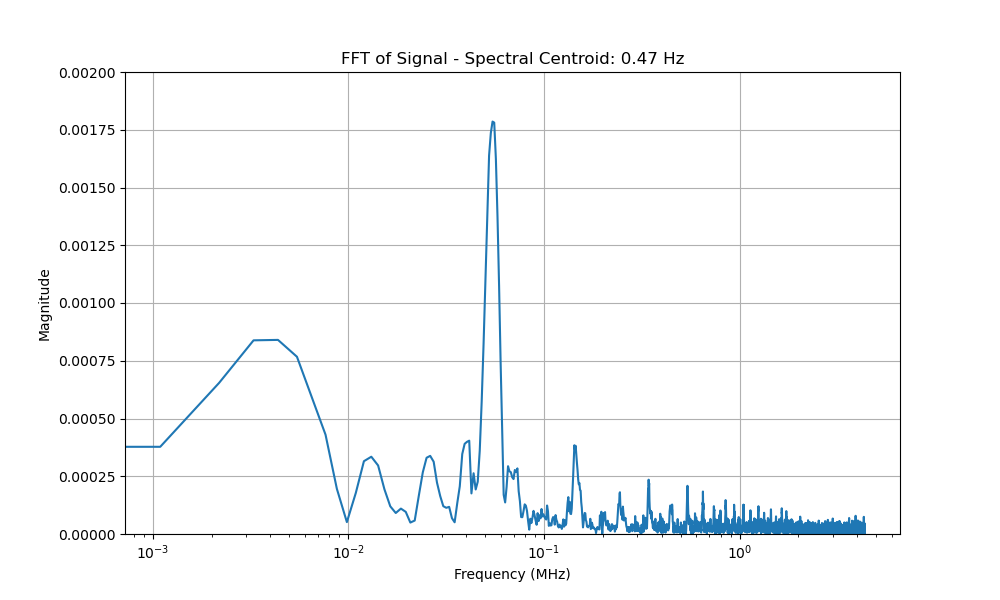 FFT of Signal - Spectral Centroid: 0.47 Hz
0.00200
0.00175
0.00150
0.00125
0.00100
0.00075
0.00050
0.00025
0.00000
Magnitude
10⁻³ 10⁻² 10⁻¹ 10⁰
Frequency (MHz)